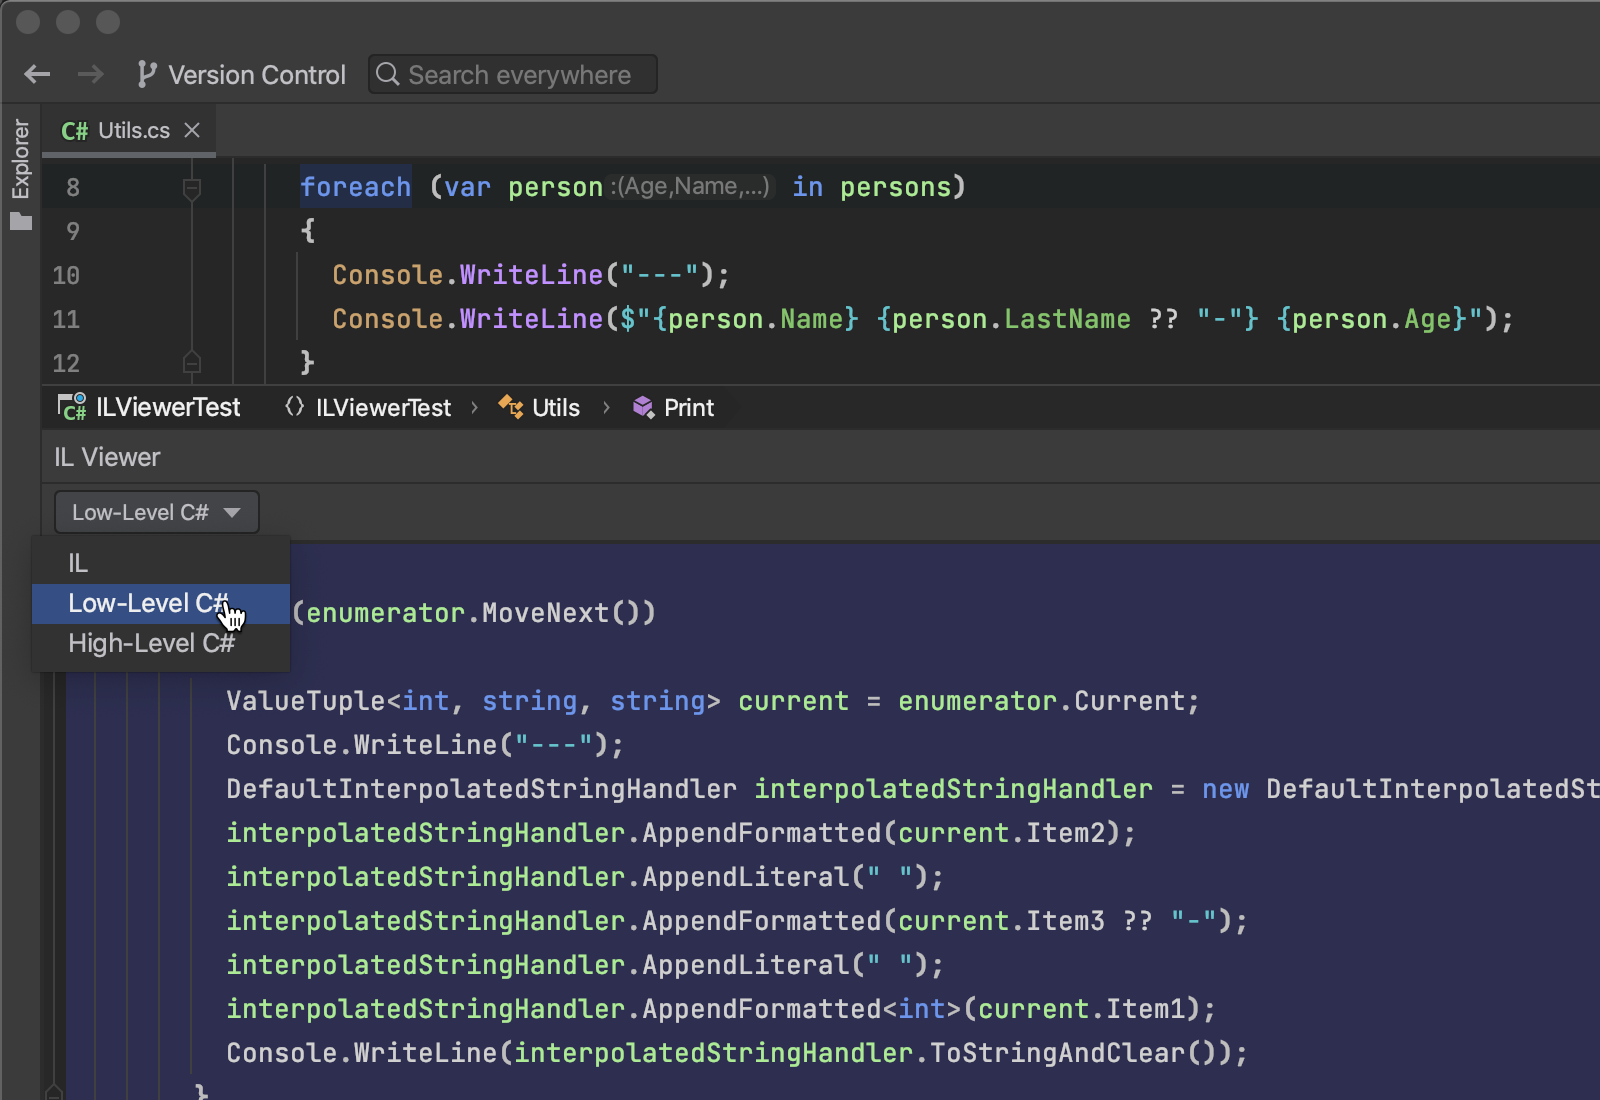 Version Control
Search everywhere
Explorer
C# Utils.cs
8 foreach (var person :(Age,Name,...) in persons)
9 {
10 Console.WriteLine("---");
11 Console.WriteLine($"{person.Name} {person.LastName ?? "-"} {person.Age}");
12 }
C# ILViewerTest ILViewerTest › Utils › Print
IL Viewer
Low-Level C#
IL
Low-Level C#
High-Level C#
(enumerator.MoveNext())
ValueTuple<int, string, string> current = enumerator.Current;
Console.WriteLine("---");
DefaultInterpolatedStringHandler interpolatedStringHandler = new DefaultInterpolatedSt
interpolatedStringHandler.AppendFormatted(current.Item2);
interpolatedStringHandler.AppendLiteral(" ");
interpolatedStringHandler.AppendFormatted(current.Item3 ?? "-");
interpolatedStringHandler.AppendLiteral(" ");
interpolatedStringHandler.AppendFormatted<int>(current.Item1);
Console.WriteLine(interpolatedStringHandler.ToStringAndClear());
}